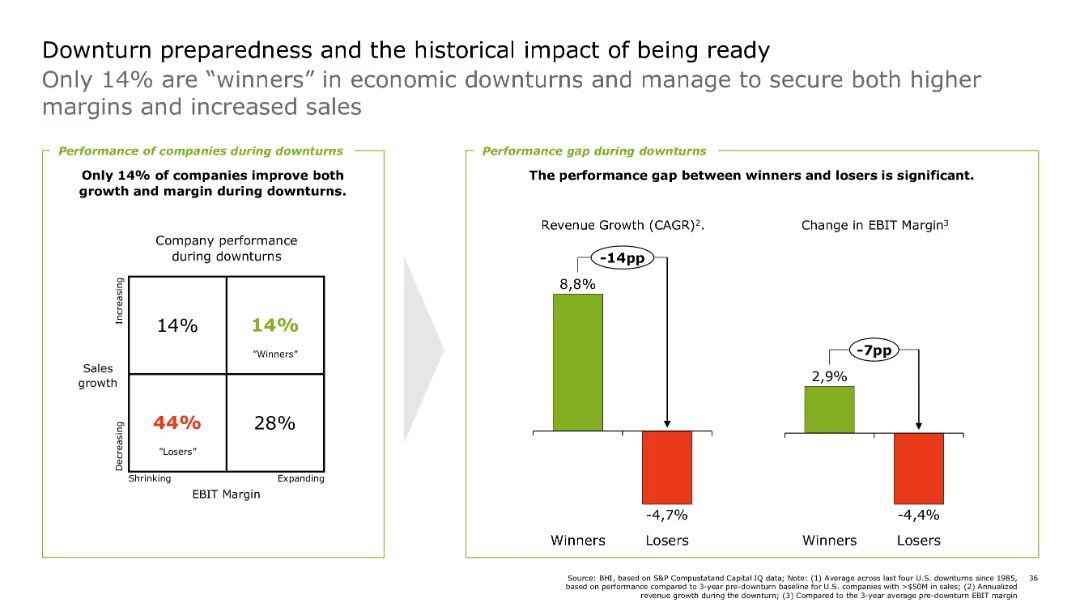 Downturn preparedness and the historical impact of being ready
Only 14% are “winners” in economic downturns and manage to secure both higher
margins and increased sales
Performance of companies during downturns
Only 14% of companies improve both
growth and margin during downturns.
Company performance
during downturns
Increasing
14%
14%
”Winners”
Sales
growth
44%
28%
”Losers”
Decreasing
Shrinking
Expanding
EBIT Margin
Performance gap during downturns
The performance gap between winners and losers is significant.
Revenue Growth (CAGR)².
-14pp
8,8%
-4,7%
Winners
Losers
Change in EBIT Margin³
-7pp
2,9%
-4,4%
Winners
Losers
Source: BHI, based on S&P Compustatand Capital IQ data; Note: (1) Average across last four U.S. downturns since 1985,
based on performance compared to 3-year pre-downturn baseline for U.S. companies with >$50M in sales; (2) Annualized
revenue growth during the downturn; (3) Compared to the 3-year average pre-downturn EBIT margin
36